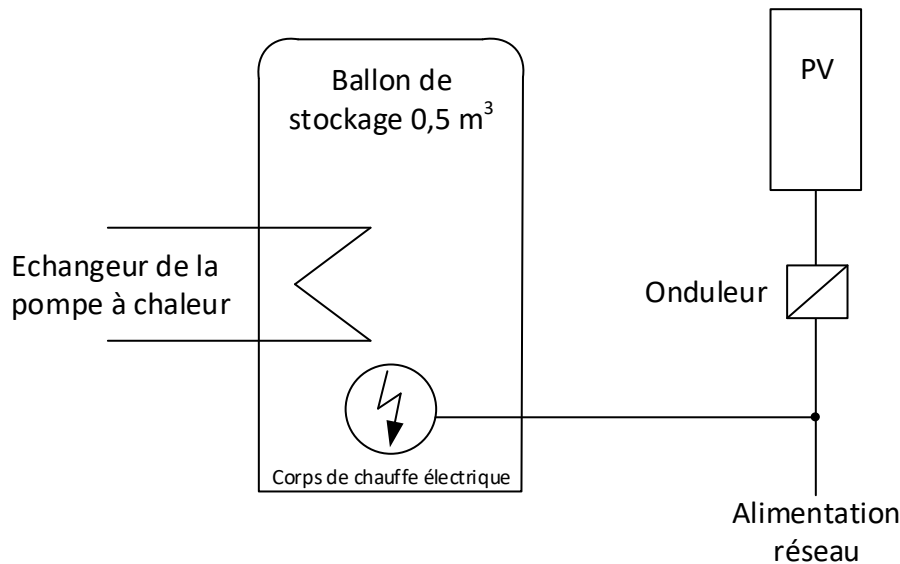 Ballon de
stockage 0,5 m³
PV
Echangeur de la
pompe à chaleur
Onduleur
Corps de chauffe électrique
Alimentation
réseau